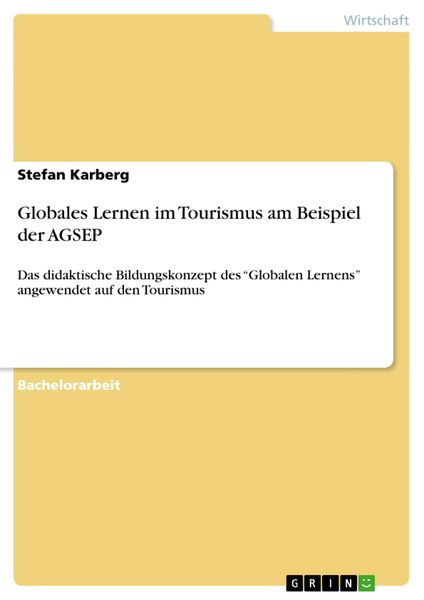 Wirtschaft
Stefan Karberg
Globales Lernen im Tourismus am Beispiel
der AGSEP
Das didaktische Bildungskonzept des “Globalen Lernens”
angewendet auf den Tourismus
Bachelorarbeit
GRIN